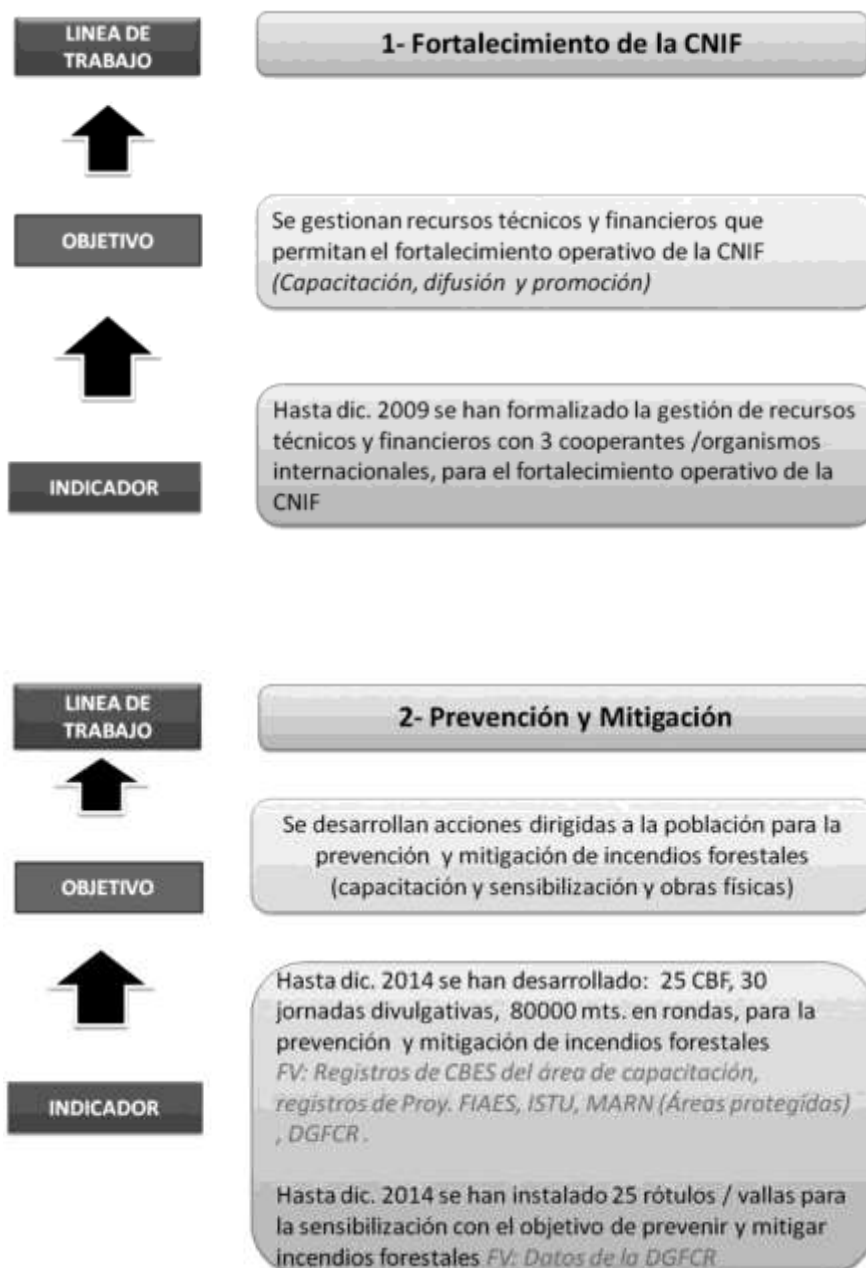 LINEA DE
TRABAJO
1- Fortalecimiento de la CNIF
OBJETIVO
Se gestionan recursos técnicos y financieros que
permitan el fortalecimiento operativo de la CNIF
(Capacitación, difusión y promoción)
INDICADOR
Hasta dic. 2009 se han formalizado la gestión de recursos
técnicos y financieros con 3 cooperantes /organismos
internacionales, para el fortalecimiento operativo de la
CNIF
LINEA DE
TRABAJO
2- Prevención y Mitigación
OBJETIVO
Se desarrollan acciones dirigidas a la población para la
prevención y mitigación de incendios forestales
(capacitación y sensibilización y obras físicas)
INDICADOR
Hasta dic. 2014 se han desarrollado: 25 CBF, 30
jornadas divulgativas, 80000 mts. en rondas, para la
prevención y mitigación de incendios forestales
FV: Registros de CBES del área de capacitación,
registros de Proy. FIAES, ISTU, MARN (Áreas protegidas)
, DGFCR .
Hasta dic. 2014 se han instalado 25 rótulos / vallas para
la sensibilización con el objetivo de prevenir y mitigar
incendios forestales FV: Datos de la DGFCR